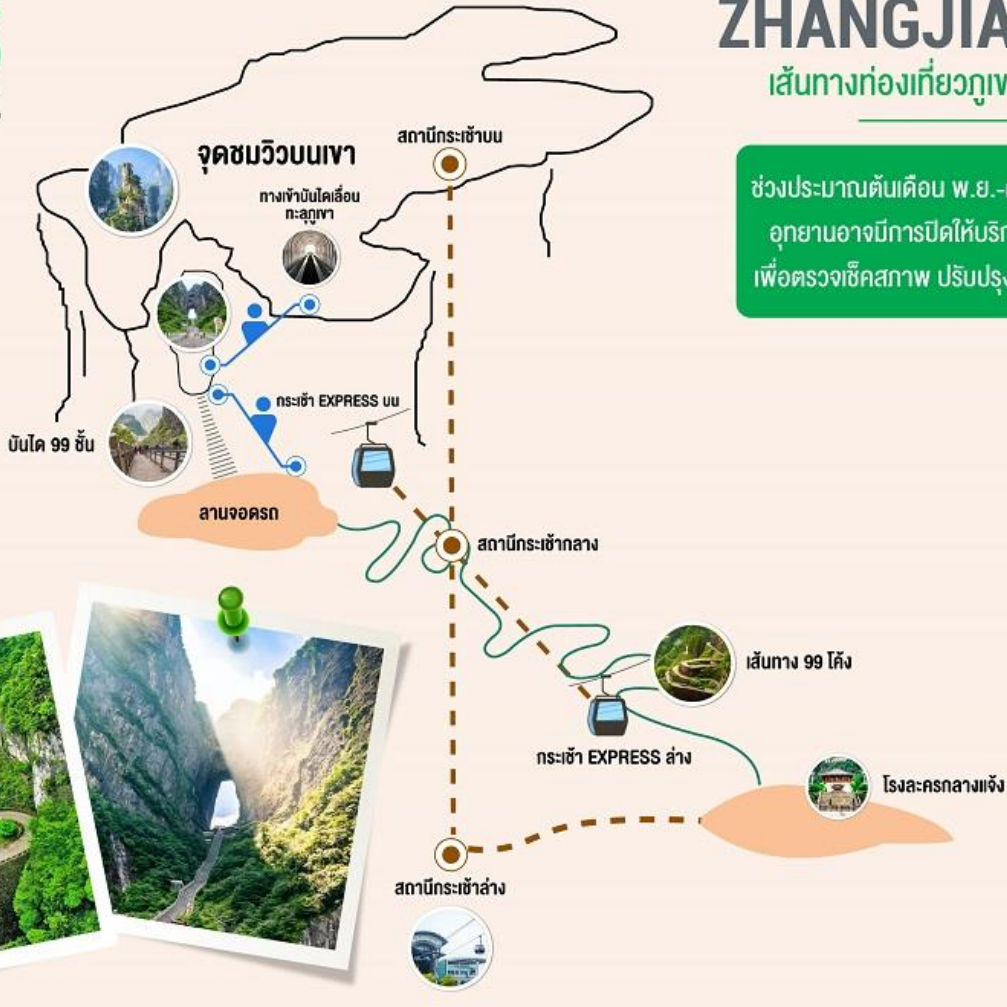 ZHANGJIA
เส้นทางท่องเที่ยวภูเข
ช่วงประมาณต้นเดือน พ.ย.-
อุทยานอาจมีการปิดให้บริก
เพื่อตรวจเช็คสภาพ ปรับปรุง
สถานีกระเช้าบน
จุดชมวิวบนเขา
ทางเข้าบันไดเลื่อน
ทะลุภูเขา
กระเช้า EXPRESS บน
บันได 99 ชั้น
ลานจอดรถ
สถานีกระเช้ากลาง
เส้นทาง 99 โค้ง
กระเช้า EXPRESS ล่าง
โรงละครกลางแจ้ง
สถานีกระเช้าล่าง